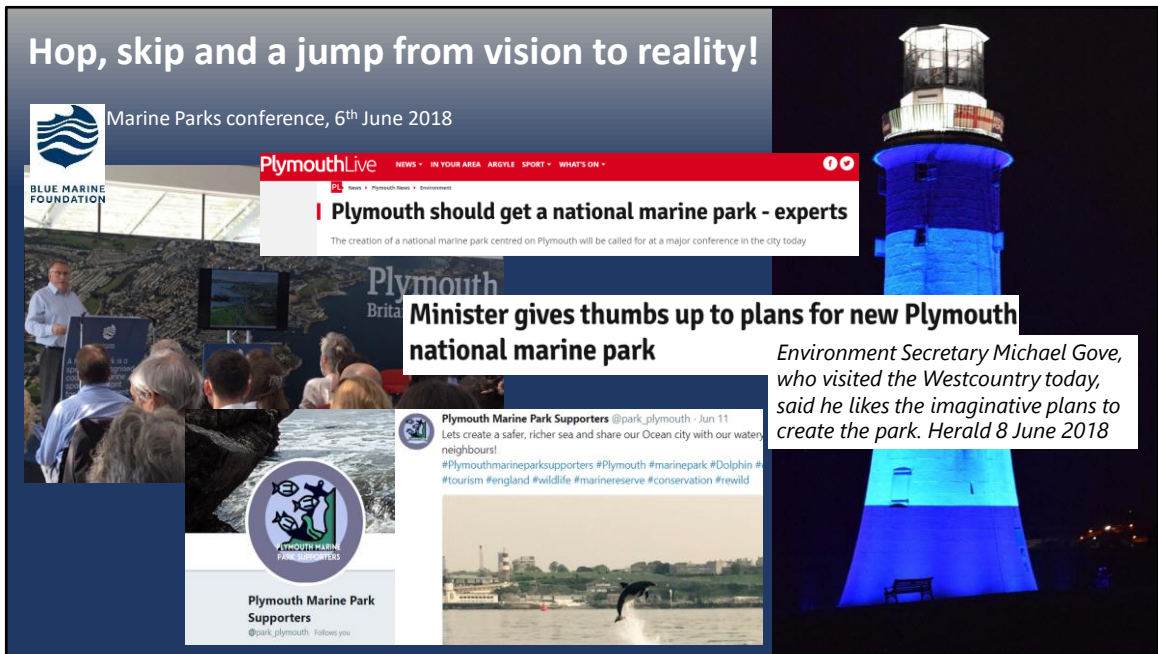 Hop, skip and a jump from vision to reality!
BLUE MARINE
FOUNDATION
Marine Parks conference, 6th June 2018
PlymouthLive NEWS IN YOUR AREA ARGYLE SPORT WHAT'S ON
PL News Plymouth News Environment
Plymouth should get a national marine park - experts
The creation of a national marine park centred on Plymouth will be called for at a major conference in the city today
Plymouth
Brita
Minister gives thumbs up to plans for new Plymouth
national marine park
Environment Secretary Michael Gove,
who visited the Westcountry today,
said he likes the imaginative plans to
create the park. Herald 8 June 2018
PLYMOUTH MARINE
PARK SUPPORTERS
Plymouth Marine Park
Supporters
@park_plymouth Follows you
Plymouth Marine Park Supporters @park_plymouth · Jun 11
Lets create a safer, richer sea and share our Ocean city with our watery
neighbours!
#Plymouthmarineparksupporters #Plymouth #marinepark #Dolphin
#tourism #england #wildlife #marinereserve #conservation #rewild